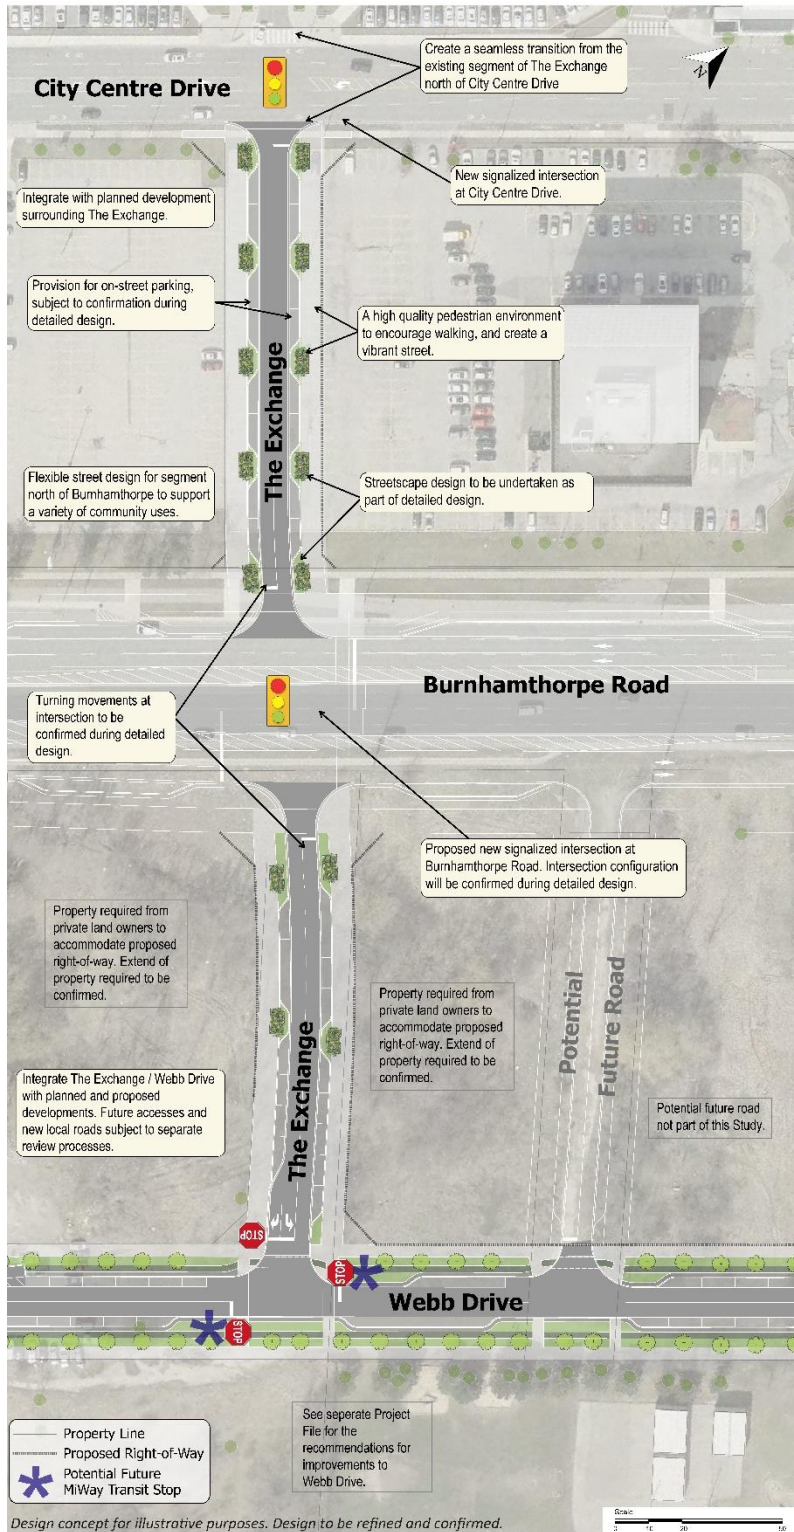 Create a seamless transition from the
existing segment of The Exchange
north of City Centre Drive
N
City Centre Drive
New signalized intersection
at City Centre Drive.
Integrate with planned development
surrounding The Exchange.
Provision for on-street parking,
subject to confirmation during
detailed design.
A high quality pedestrian environment
to encourage walking, and create a
vibrant street.
The Exchange
Flexible street design for segment
north of Burnhamthorpe to support
a variety of community uses.
Streetscape design to be undertaken as
part of detailed design.
Burnhamthorpe Road
Turning movements at
intersection to be
confirmed during detailed
design.
Proposed new signalized intersection at
Burnhamthorpe Road. Intersection configuration
will be confirmed during detailed design.
Property required from
private land owners to
accommodate proposed
right-of-way. Extend of
property required to be
confirmed.
Property required from
private land owners to
accommodate proposed
right-of-way. Extend of
property required to be
confirmed.
Potential
Future Road
The Exchange
Integrate The Exchange / Webb Drive
with planned and proposed
developments. Future accesses and
new local roads subject to separate
review processes.
Potential future road
not part of this Study.
STOP
STOP
STOP
Webb Drive
See seperate Project
File for the
recommendations for
improvements to
Webb Drive.
Property Line
Proposed Right-of-Way
Potential Future
MiWay Transit Stop
Design concept for illustrative purposes. Design to be refined and confirmed.
Scale
0 10 20 50